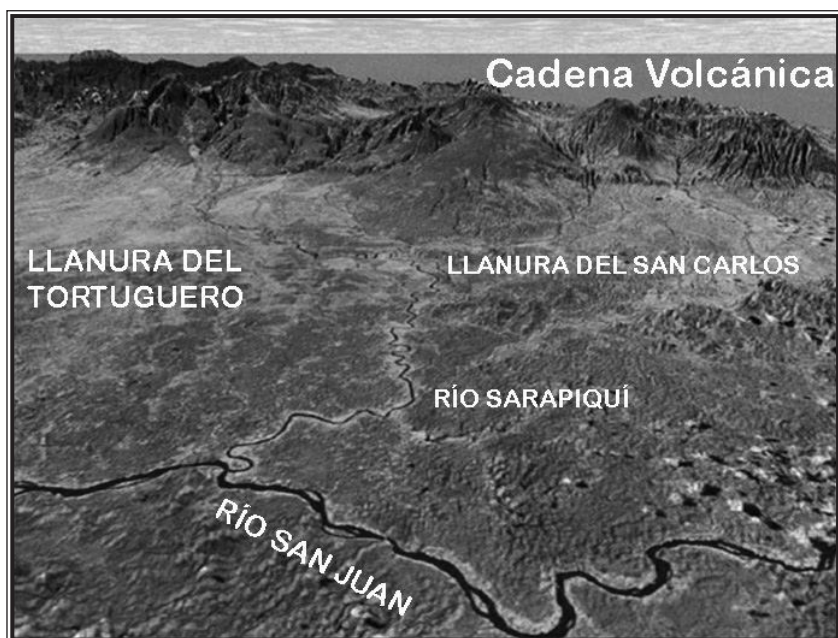 Cadena Volcánica
LLANURA DEL
TORTUGUERO
LLANURA DEL SAN CARLOS
RÍO SARAPIQUÍ
RÍO SAN JUAN